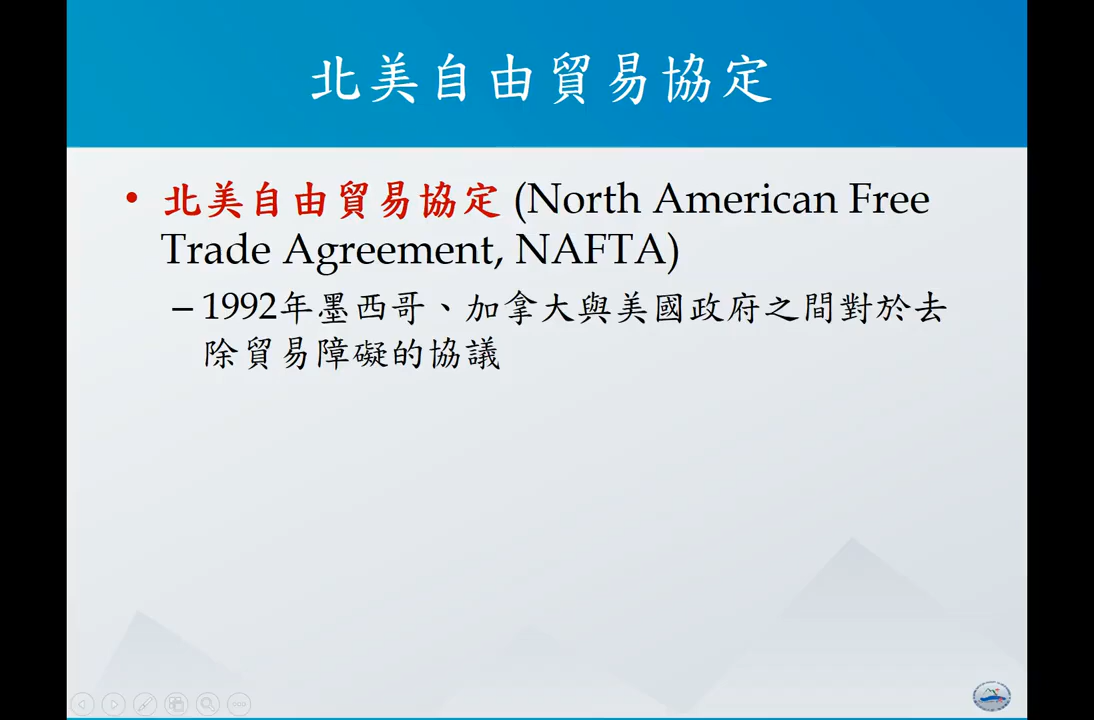 北美自由貿易協定
• 北美自由貿易協定 (North American Free
Trade Agreement, NAFTA)
– 1992年墨西哥、加拿大與美國政府之間對於去
除貿易障礙的協議